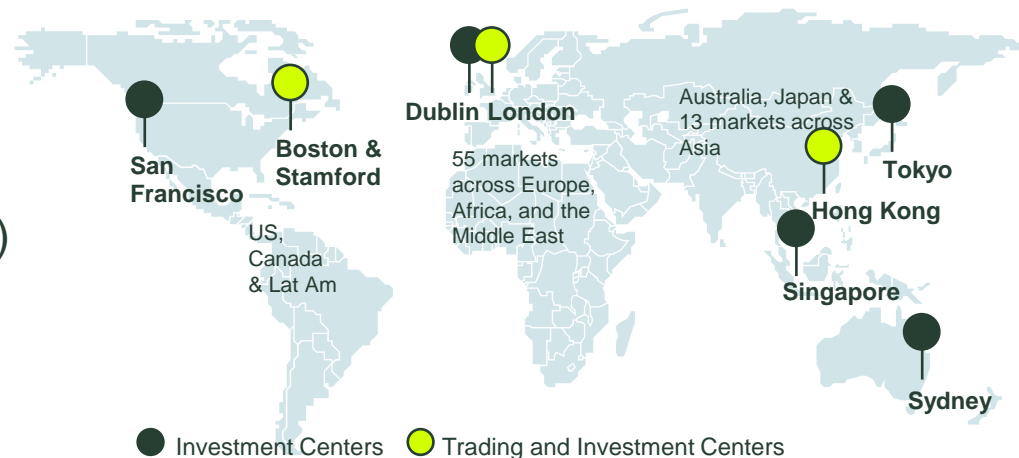 Dublin London
Australia, Japan &
13 markets across
Asia
San
Francisco
Boston &
Stamford
55 markets
across Europe,
Africa, and the
Middle East
Tokyo
Hong Kong
US,
Canada
& Lat Am
Singapore
Sydney
Investment Centers
Trading and Investment Centers